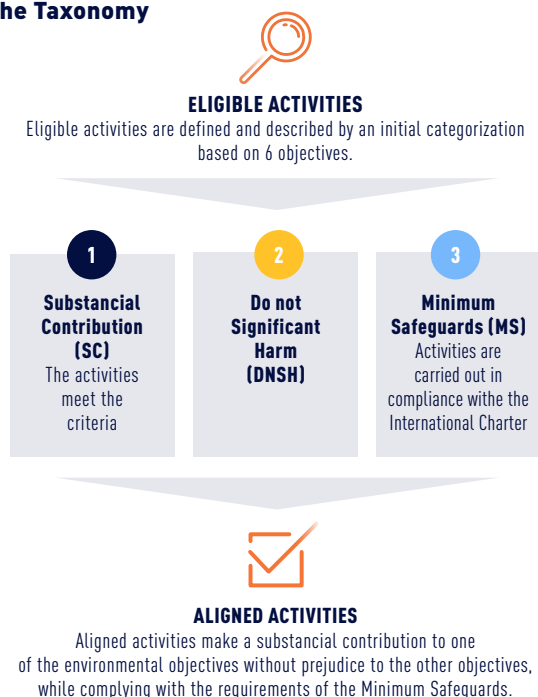 he Taxonomy
ELIGIBLE ACTIVITIES
Eligible activities are defined and described by an initial categorization
based on 6 objectives.
1
Substancial
Contribution
(SC)
The activities
meet the
criteria
2
Do not
Significant
Harm
(DNSH)
3
Minimum
Safeguards (MS)
Activities are
carried out in
compliance withe the
International Charter
ALIGNED ACTIVITIES
Aligned activities make a substancial contribution to one
of the environmental objectives without prejudice to the other objectives,
while complying with the requirements of the Minimum Safeguards.